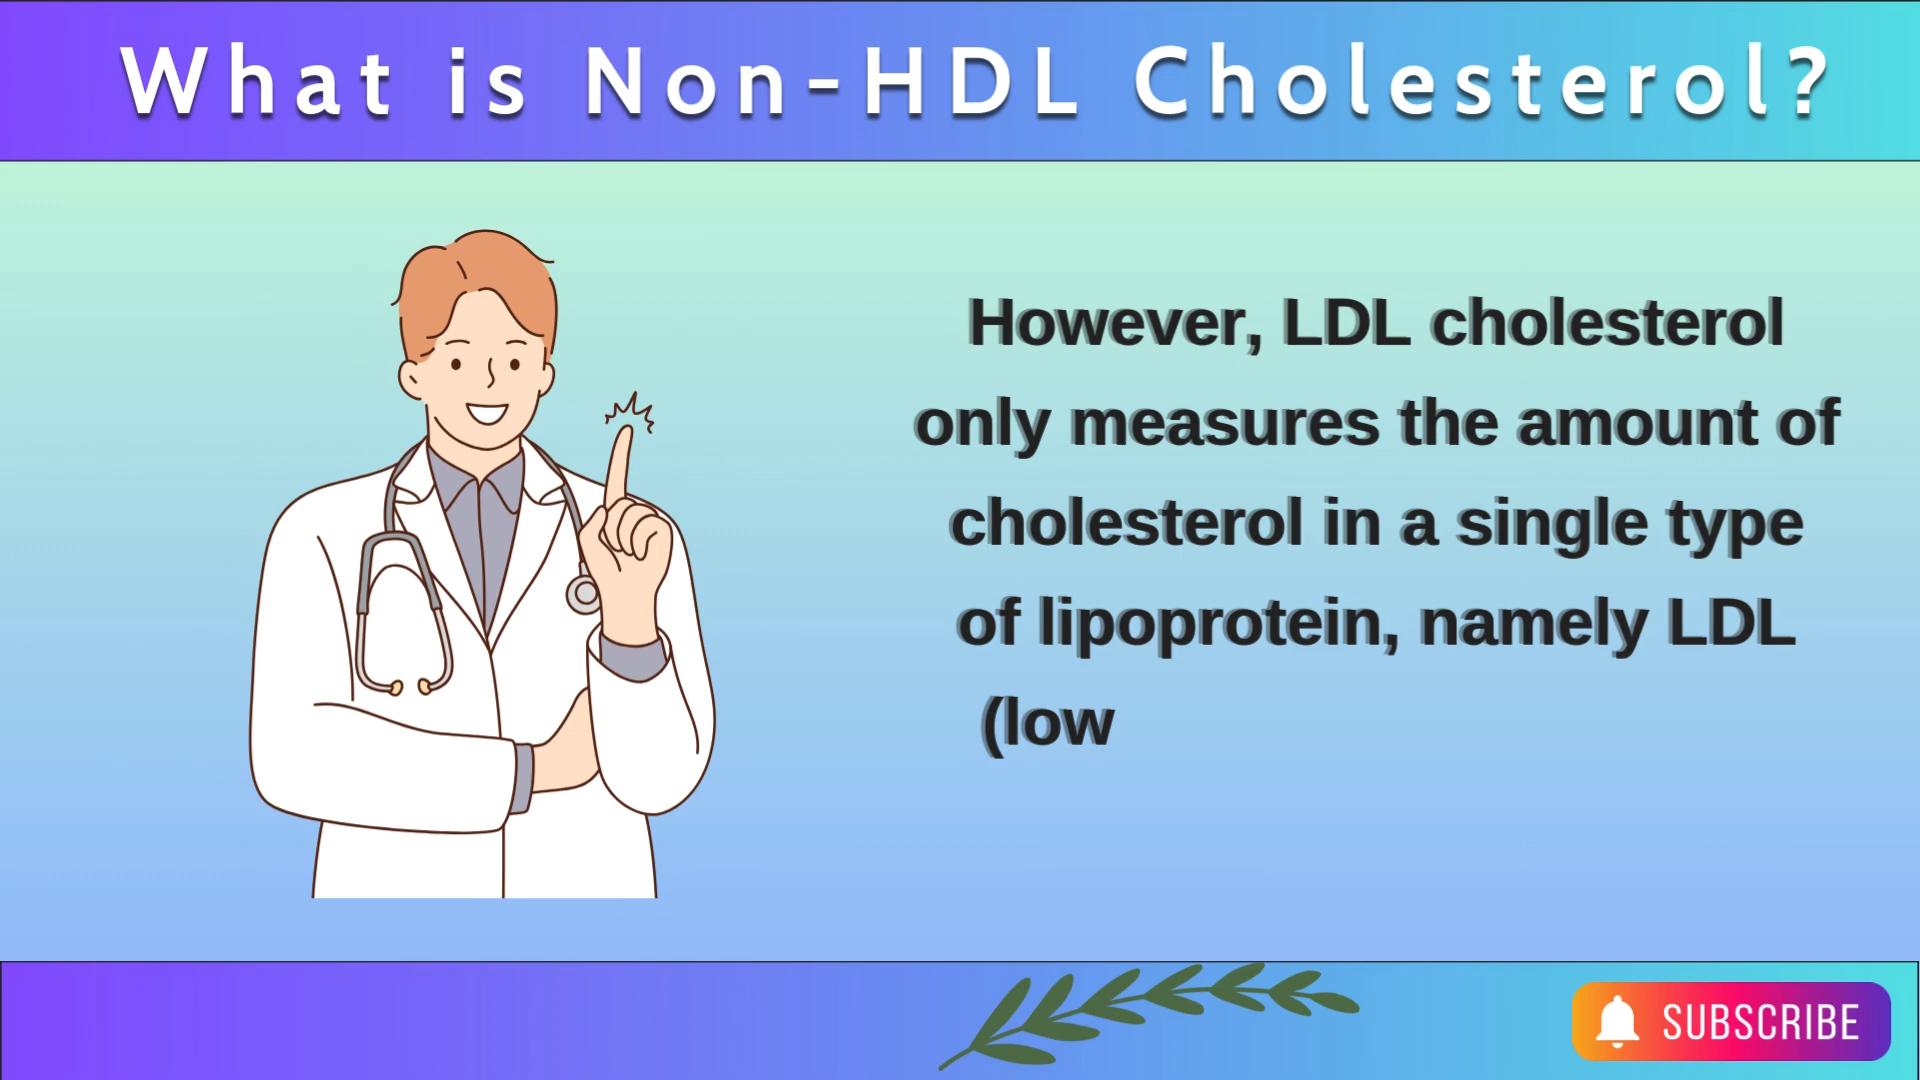 What is Non-HDL Cholesterol?
However, LDL cholesterol
only measures the amount of
cholesterol in a single type
of lipoprotein, namely LDL
(low
SUBSCRIBE